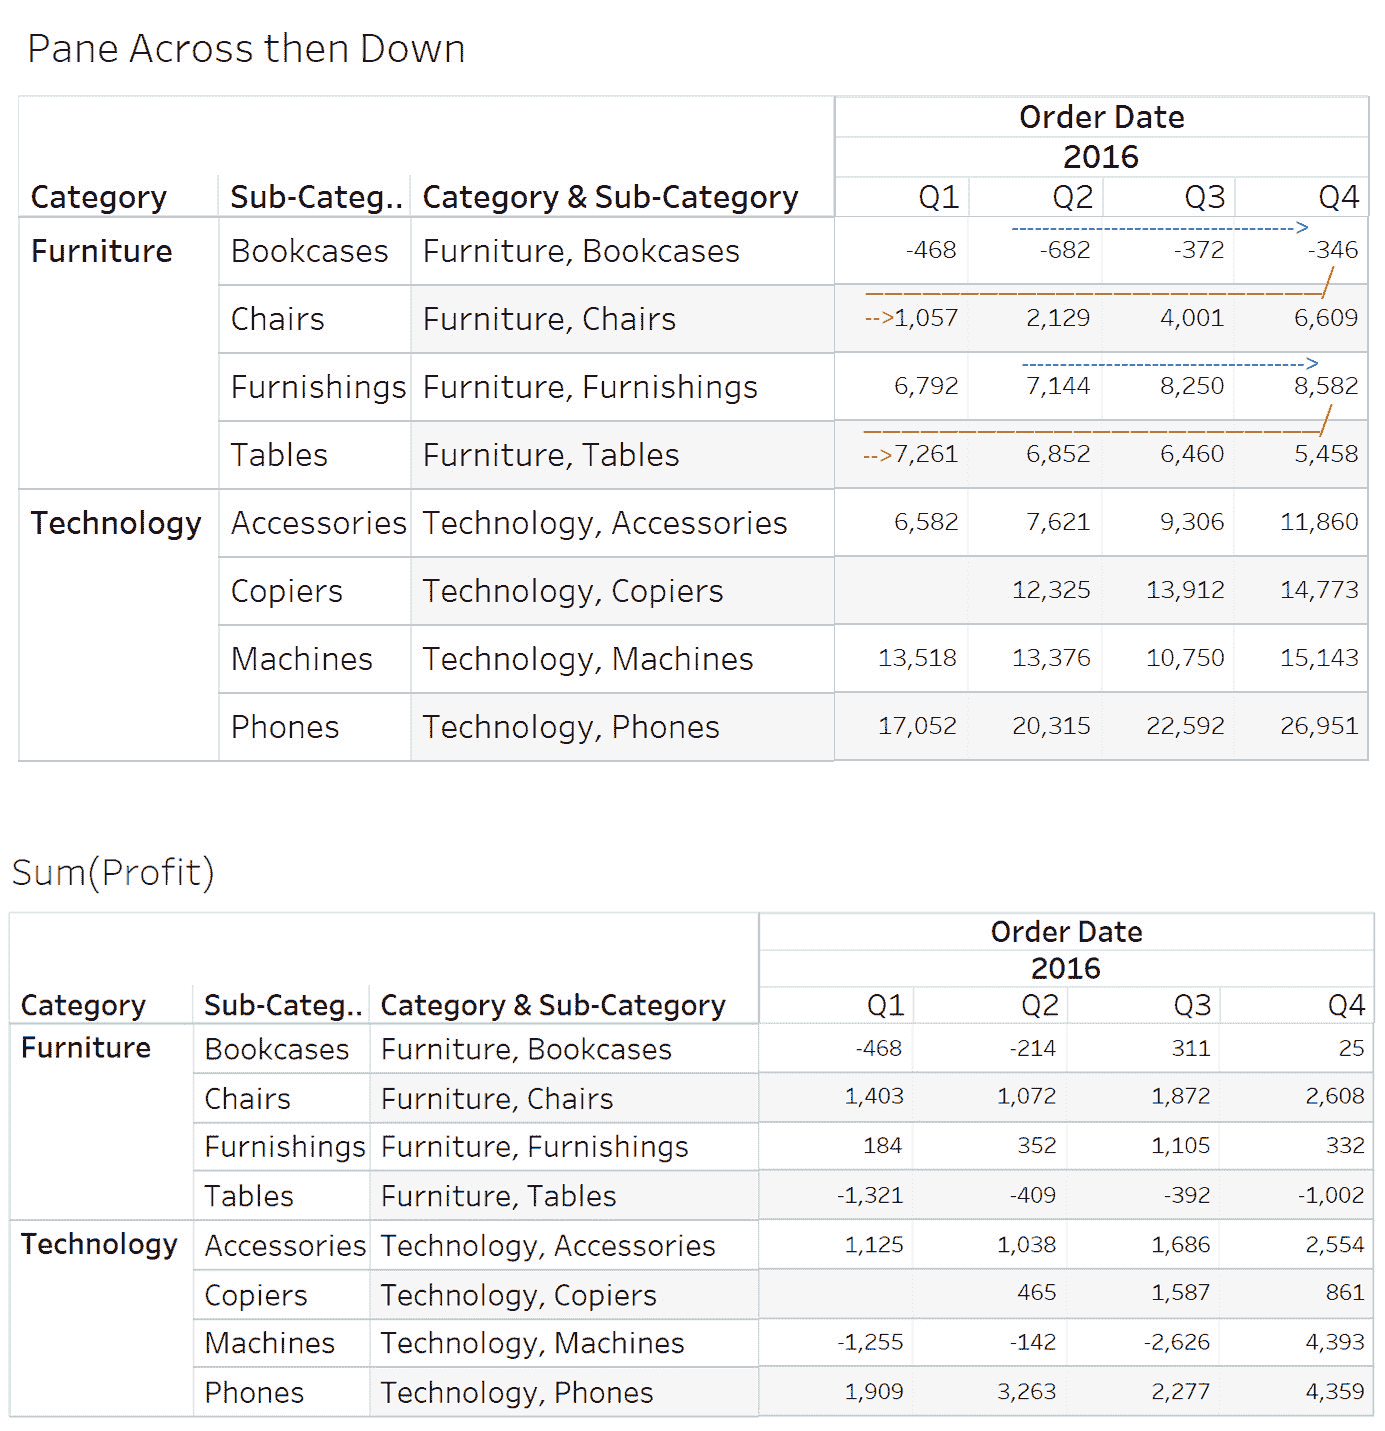 Pane Across then Down
Order Date
2016
Category Sub-Categ.. Category & Sub-Category Q1 Q2 Q3 Q4
Furniture Bookcases Furniture, Bookcases -468 -682 -372 -346
Chairs Furniture, Chairs 1,057 2,129 4,001 6,609
Furnishings Furniture, Furnishings 6,792 7,144 8,250 8,582
Tables Furniture, Tables 7,261 6,852 6,460 5,458
Technology Accessories Technology, Accessories 6,582 7,621 9,306 11,860
Copiers Technology, Copiers 12,325 13,912 14,773
Machines Technology, Machines 13,518 13,376 10,750 15,143
Phones Technology, Phones 17,052 20,315 22,592 26,951
Sum(Profit)
Order Date
2016
Category Sub-Categ.. Category & Sub-Category Q1 Q2 Q3 Q4
Furniture Bookcases Furniture, Bookcases -468 -214 311 25
Chairs Furniture, Chairs 1,403 1,072 1,872 2,608
Furnishings Furniture, Furnishings 184 352 1,105 332
Tables Furniture, Tables -1,321 -409 -392 -1,002
Technology Accessories Technology, Accessories 1,125 1,038 1,686 2,554
Copiers Technology, Copiers 465 1,587 861
Machines Technology, Machines -1,255 -142 -2,626 4,393
Phones Technology, Phones 1,909 3,263 2,277 4,359